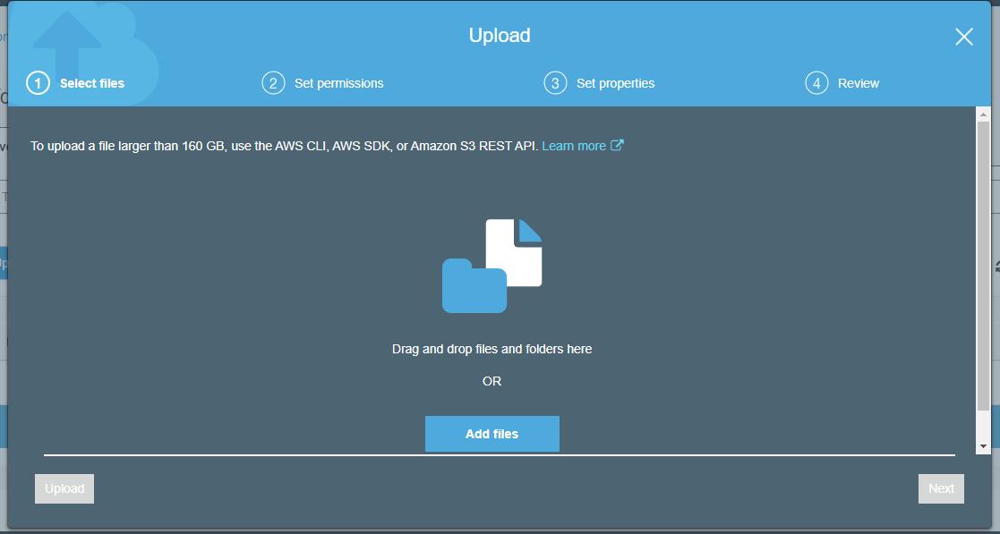 Upload
1 Select files
2 Set permissions
3 Set properties
4 Review
To upload a file larger than 160 GB, use the AWS CLI, AWS SDK, or Amazon S3 REST API. Learn more
Drag and drop files and folders here
OR
Add files
Upload
Next